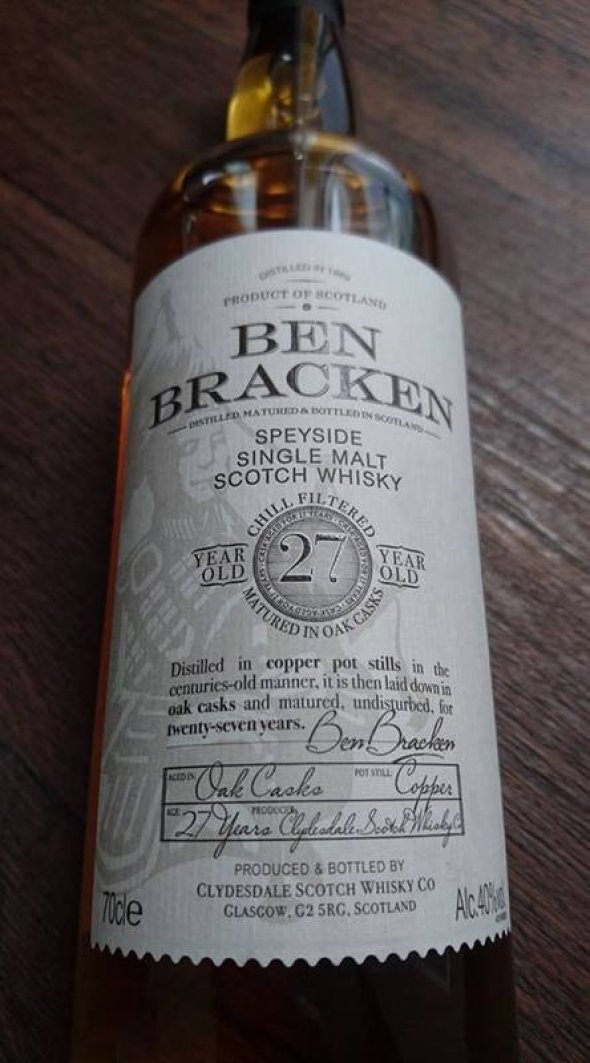 PRODUCT OF SCOTLAND
BEN
BRACKEN
DISTILLED, MATURED & BOTTLED IN SCOTLAND
SPEYSIDE
SINGLE MALT
SCOTCH WHISKY
CHILL FILTERED
YEAR OLD 27 YEAR OLD
MATURED IN OAK CASKS
Distilled in copper pot stills in the
centuries-old manner, it is then laid down in
oak casks and matured, undisturbed, for
twenty-seven years.
Ben Bracken
AGED IN: Oak Casks POT STILL: Copper
AGE: 27 Years PRODUCER: Clydesdale Scotch Whisky Co
PRODUCED & BOTTLED BY
CLYDESDALE SCOTCH WHISKY CO
GLASGOW, G2 5RG, SCOTLAND
70cl e
Alc.40%vol.